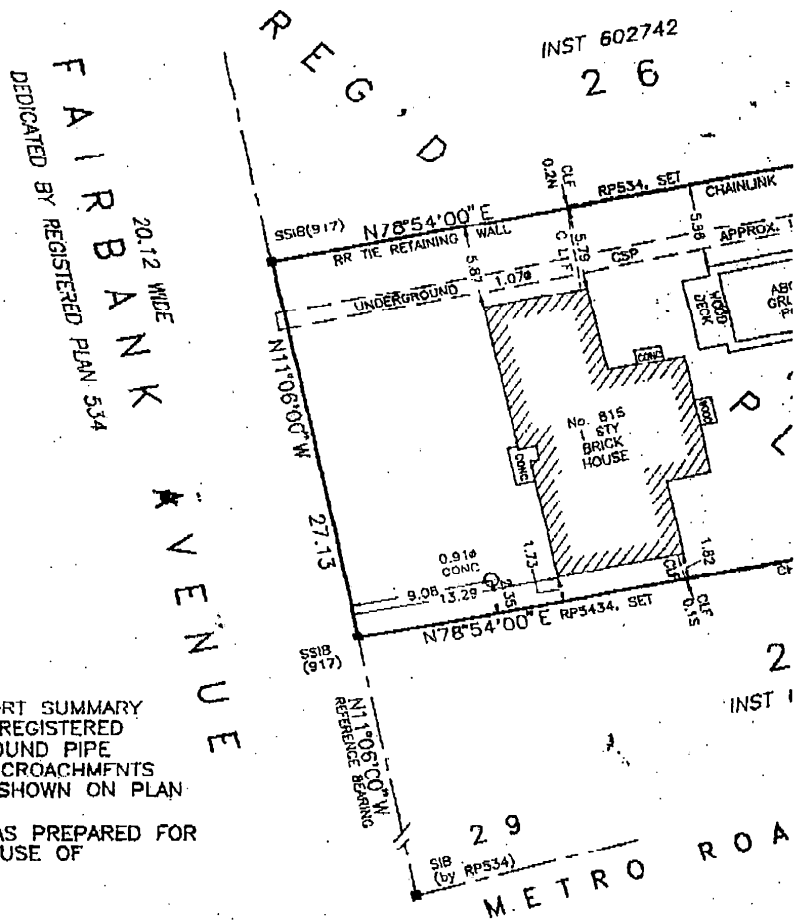 REG'D
INST 602742
26
FAIRBANK AVENUE
20.12 WIDE
DEDICATED BY REGISTERED PLAN 534
SSIB(917)
N78°54'00"E
RP534, SET
CHAINLINK
CLF
0.2N
RR TIE RETAINING WALL
5.87
CLF
5.79
5.98
CSP
APPROX.
UNDERGROUND
1.07ø
WOOD
DECK
CONC
WOOD
PL
No. 815
1 STY
BRICK
HOUSE
CONC
N11°06'00"W
27.13
0.91ø
CONC
9.08
13.29
2.35
1.73
1.82
CLF
CLF
0.1S
N78°54'00"E
RP5434, SET
SSIB
(917)
N11°06'00"W
REFERENCE BEARING
2
INST
RT SUMMARY
REGISTERED
OUND PIPE
CROACHMENTS
SHOWN ON PLAN
AS PREPARED FOR
USE OF
29
SIB
(by RP534)
METRO ROA